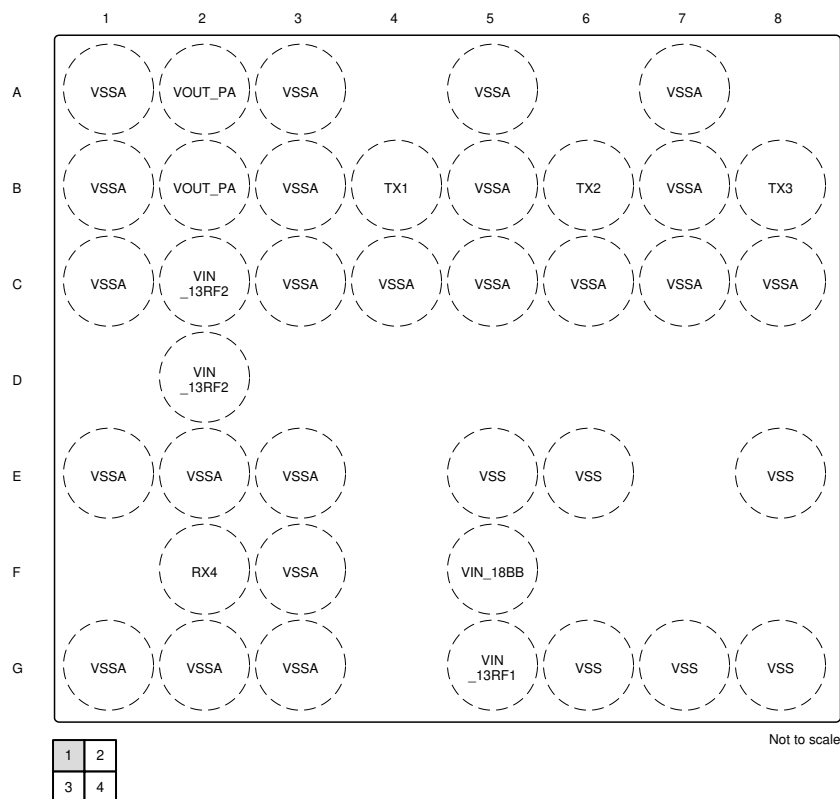 1 2 3 4 5 6 7 8
A VSSA VOUT_PA VSSA VSSA VSSA
B VSSA VOUT_PA VSSA TX1 VSSA TX2 VSSA TX3
C VSSA VIN _13RF2 VSSA VSSA VSSA VSSA VSSA VSSA
D VIN _13RF2
E VSSA VSSA VSSA VSS VSS VSS
F RX4 VSSA VIN_18BB
G VSSA VSSA VSSA VIN _13RF1 VSS VSS VSS
Not to scale
1 2
3 4